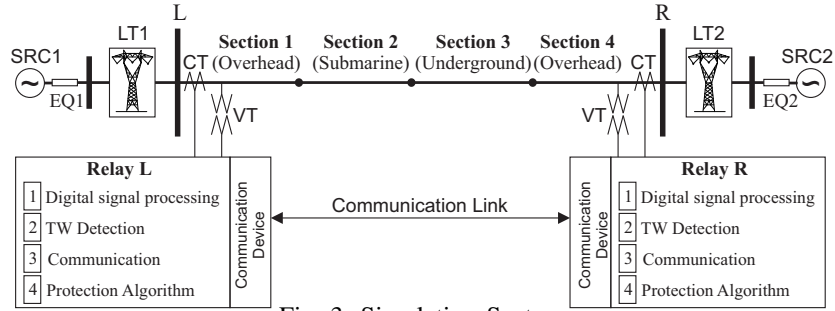 L
R
LT1
LT2
Section 1
(Overhead)
Section 2
(Submarine)
Section 3
(Underground)
Section 4
(Overhead)
SRC1
SRC2
CT
CT
EQ1
EQ2
VT
VT
Relay L
1 Digital signal processing
2 TW Detection
3 Communication
4 Protection Algorithm
Communication
Device
Communication Link
Communication
Device
Relay R
1 Digital signal processing
2 TW Detection
3 Communication
4 Protection Algorithm